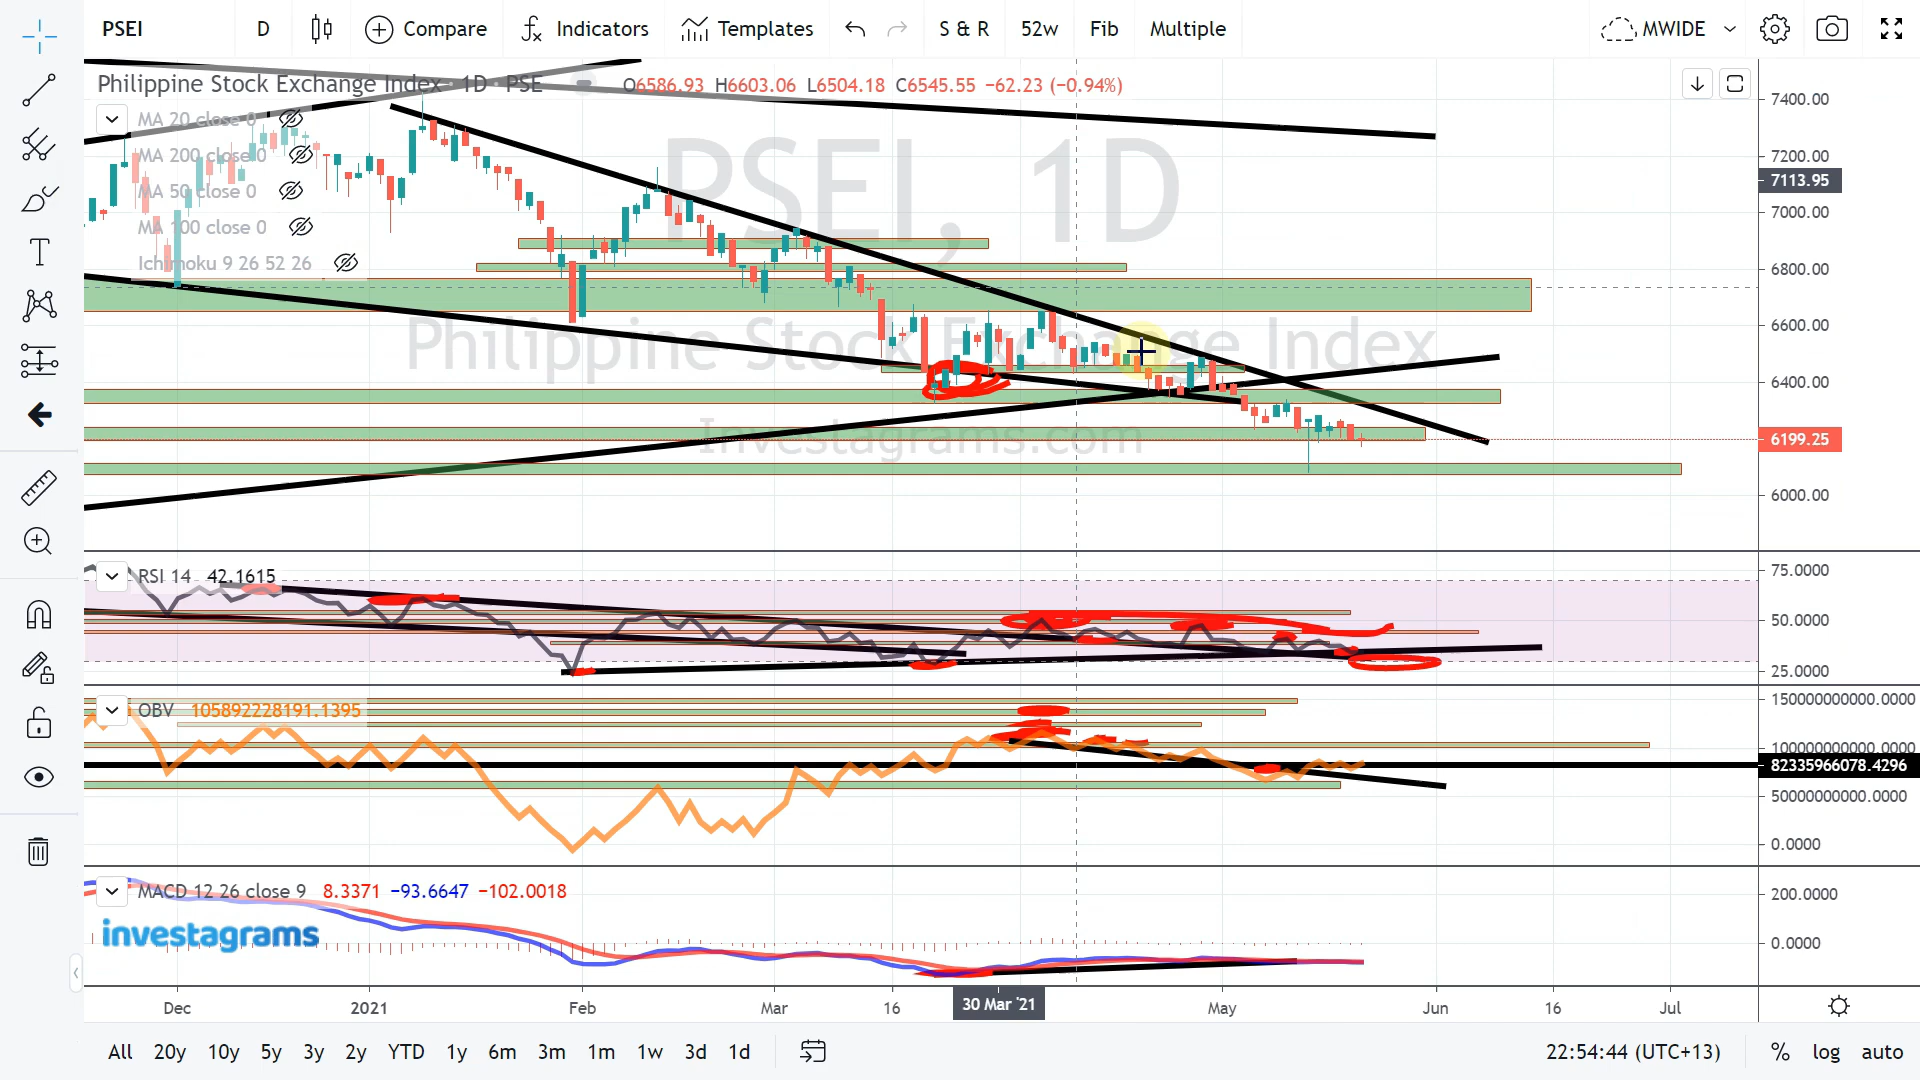 PSEI D Compare Indicators Templates S & R 52w Fib Multiple MWIDE
Philippine Stock Exchange Index 1D PSE O6586.93 H6603.06 L6504.18 C6545.55 −62.23 (−0.94%)
MA 20 close 0
MA 200 close 0
MA 50 close 0
MA 100 close 0
Ichimoku 9 26 52 26
PSEI, 1D
Philippine Stock Exchange Index
Investagrams.com
7400.00
7200.00
7113.95
7000.00
6800.00
6600.00
6400.00
6199.25
6000.00
RSI 14 42.1615
75.0000
50.0000
25.0000
OBV 105892228191.1395
150000000000.0000
100000000000.0000
82335966078.4296
50000000000.0000
0.0000
MACD 12 26 close 9 8.3371 −93.6647 −102.0018
200.0000
0.0000
investagrams
Dec 2021 Feb Mar 16 30 Mar '21 May Jun 16 Jul
All 20y 10y 5y 3y 2y YTD 1y 6m 3m 1m 1w 3d 1d 22:54:44 (UTC+13) % log auto